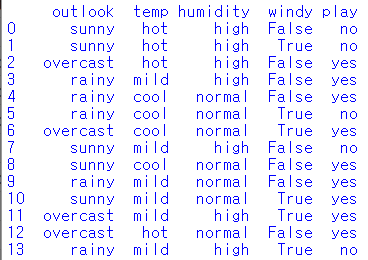 outlook temp humidity windy play
0 sunny hot high False no
1 sunny hot high True no
2 overcast hot high False yes
3 rainy mild high False yes
4 rainy cool normal False yes
5 rainy cool normal True no
6 overcast cool normal True yes
7 sunny mild high False no
8 sunny cool normal False yes
9 rainy mild normal False yes
10 sunny mild normal True yes
11 overcast mild high True yes
12 overcast hot normal False yes
13 rainy mild high True no